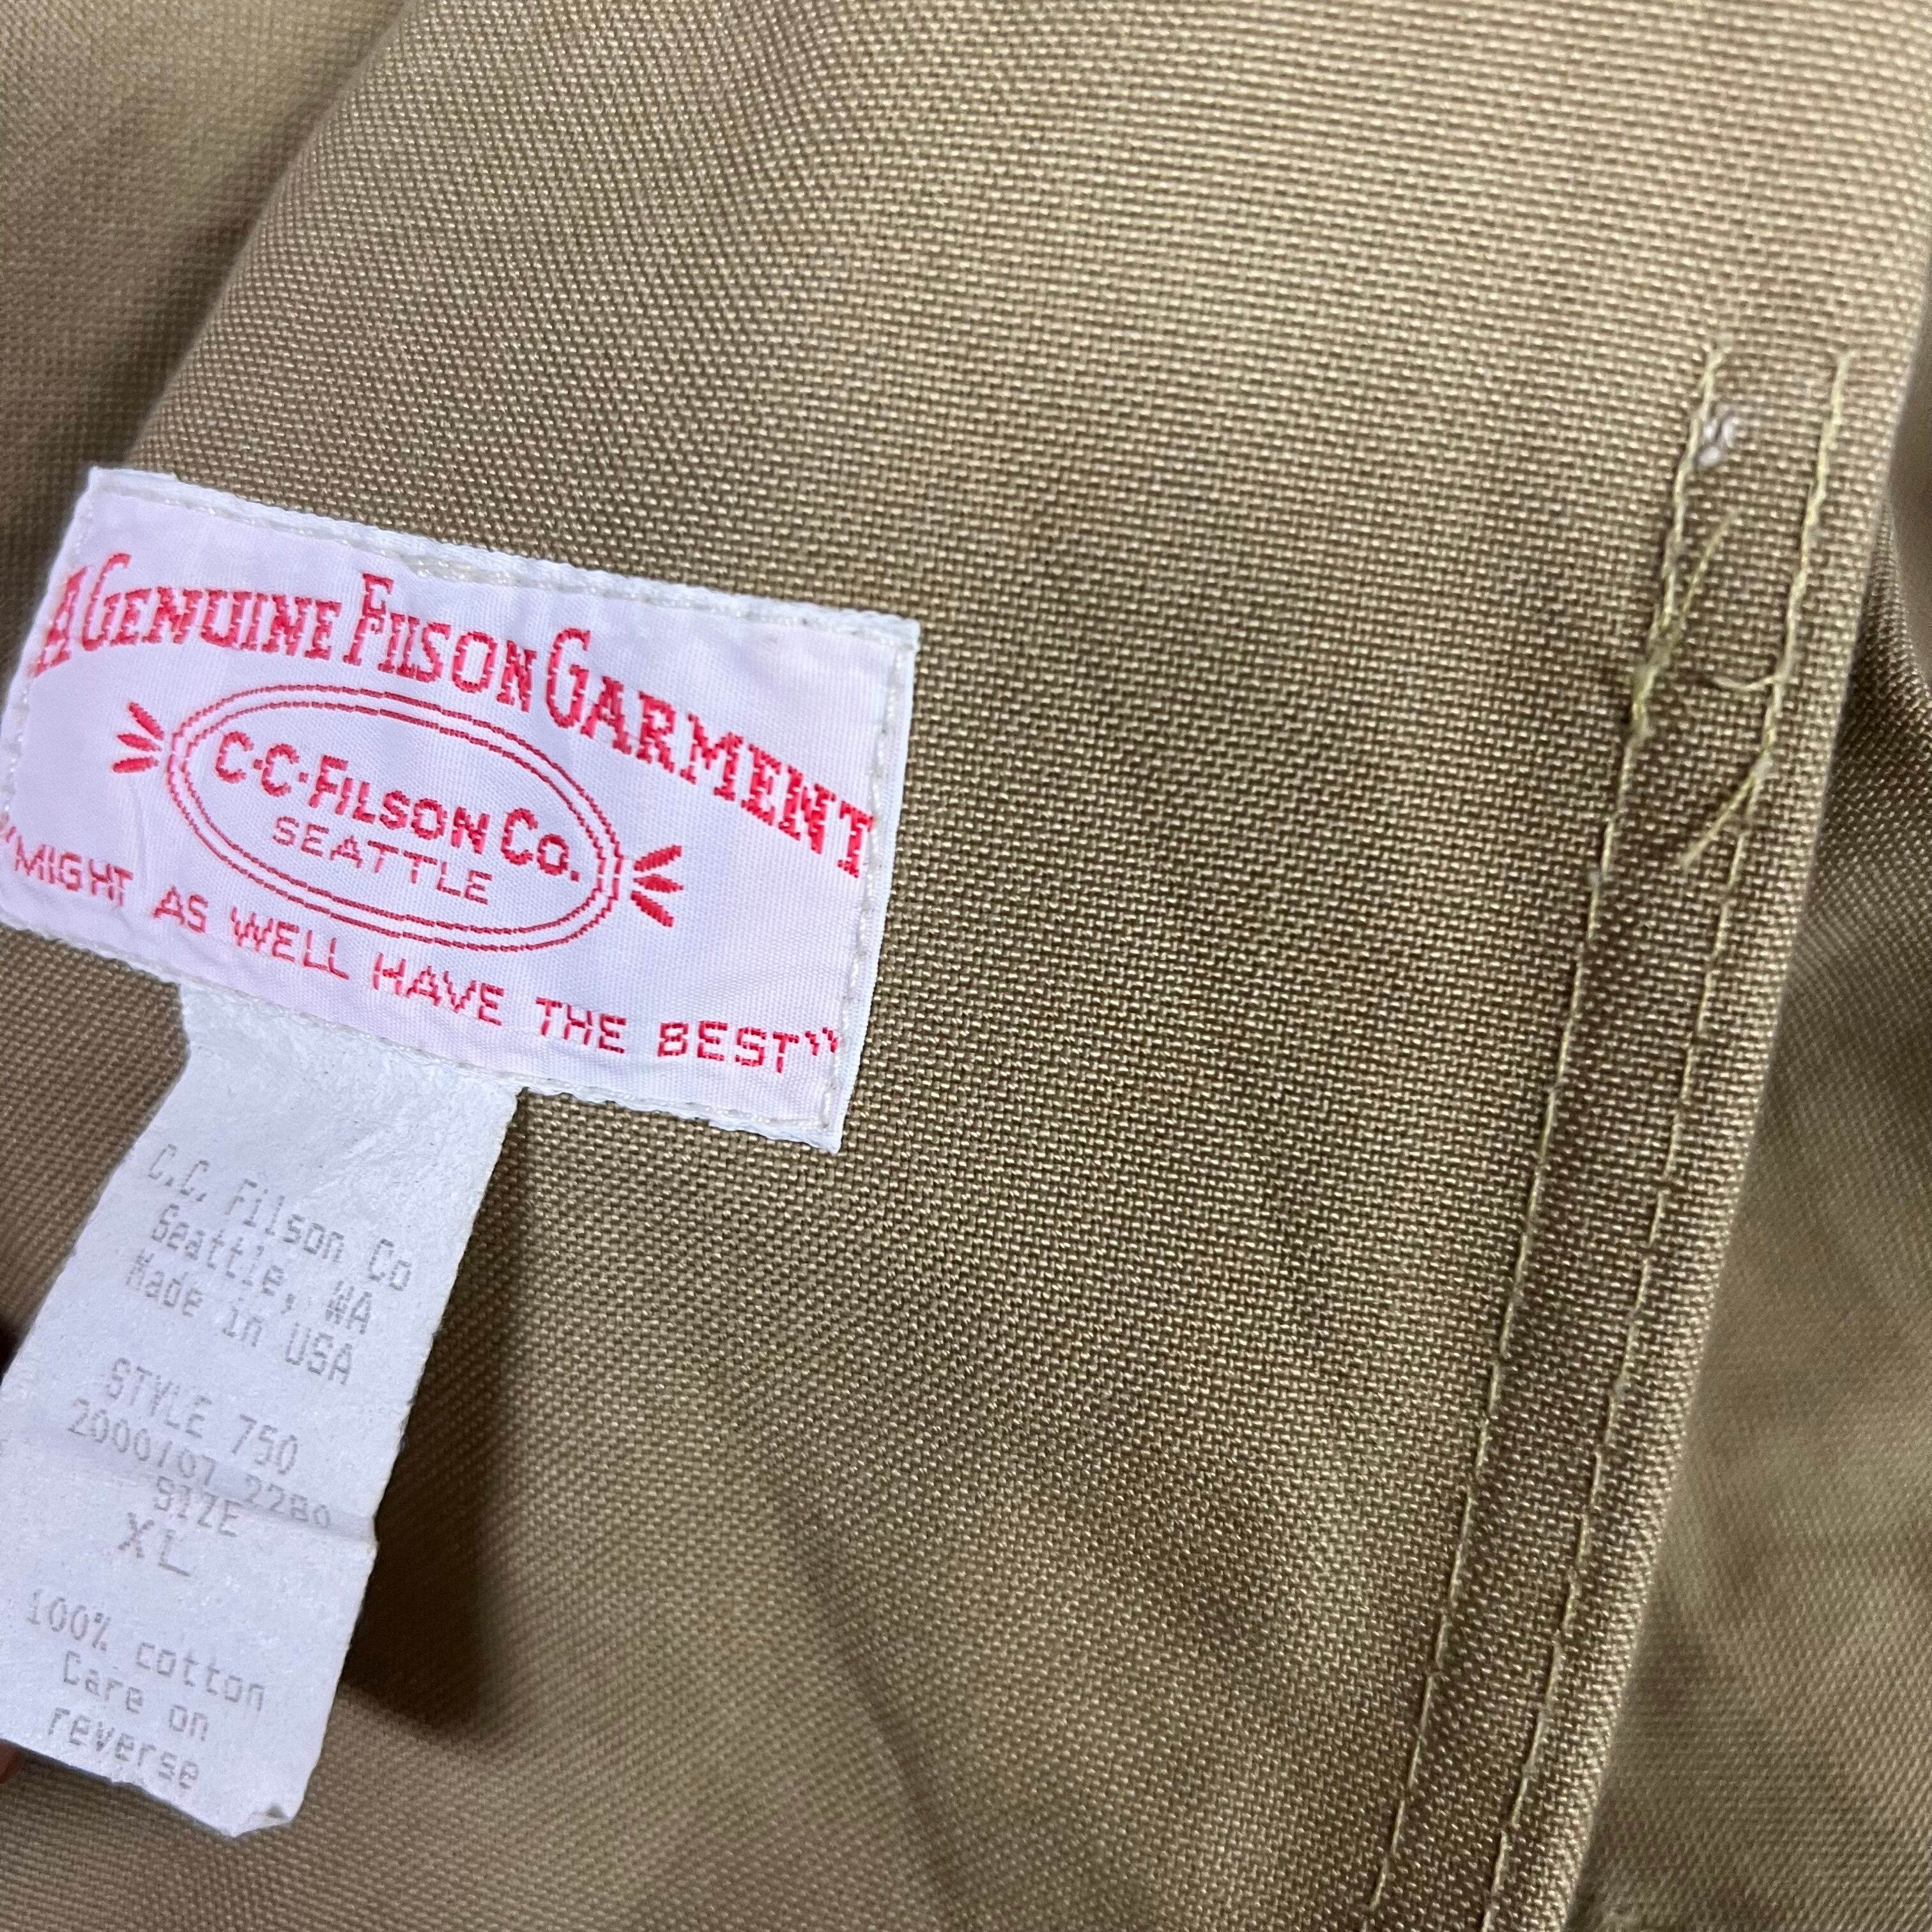 A GENUINE FILSON GARMENT
C·C·FILSON CO.
SEATTLE
"MIGHT AS WELL HAVE THE BEST"
C.C. Filson Co
Seattle, WA
Made in USA
STYLE 750
2000/07 2280
SIZE
XL
100% cotton
Care on
reverse